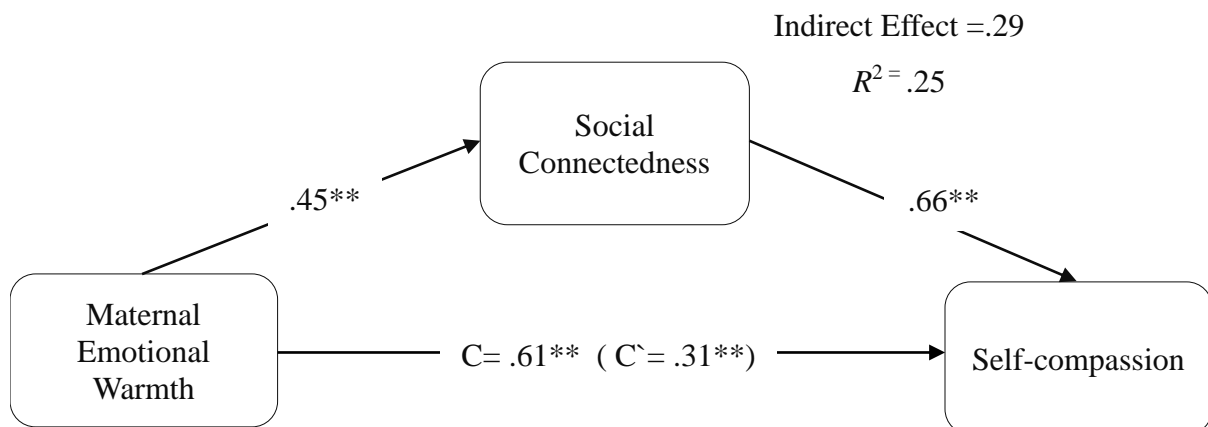 Indirect Effect =.29
R² = .25
Social
Connectedness
.45**
.66**
Maternal
Emotional
Warmth
C= .61** ( C`= .31**)
Self-compassion